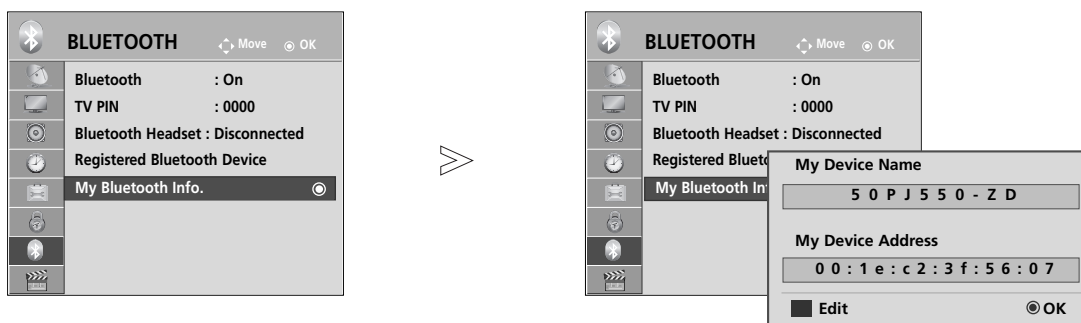 BLUETOOTH Move OK
Bluetooth : On
TV PIN : 0000
Bluetooth Headset : Disconnected
Registered Bluetooth Device
My Bluetooth Info.
BLUETOOTH Move OK
Bluetooth : On
TV PIN : 0000
Bluetooth Headset : Disconnected
Registered
My Bluetooth
My Device Name
50PJ550-ZD
My Device Address
00:1e:c2:3f:56:07
Edit OK